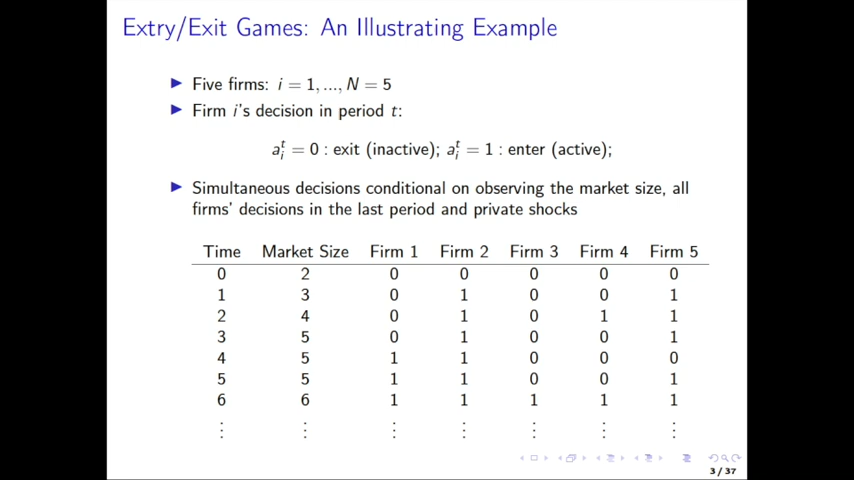 Extry/Exit Games: An Illustrating Example
▶ Five firms: i = 1, ..., N = 5
▶ Firm i's decision in period t:
a_i^t = 0 : exit (inactive); a_i^t = 1 : enter (active);
▶ Simultaneous decisions conditional on observing the market size, all
firms' decisions in the last period and private shocks
Time Market Size Firm 1 Firm 2 Firm 3 Firm 4 Firm 5
0 2 0 0 0 0 0
1 3 0 1 0 0 1
2 4 0 1 0 1 1
3 5 0 1 0 0 1
4 5 1 1 0 0 0
5 5 1 1 0 0 1
6 6 1 1 1 1 1
⋮ ⋮ ⋮ ⋮ ⋮ ⋮ ⋮
3 / 37